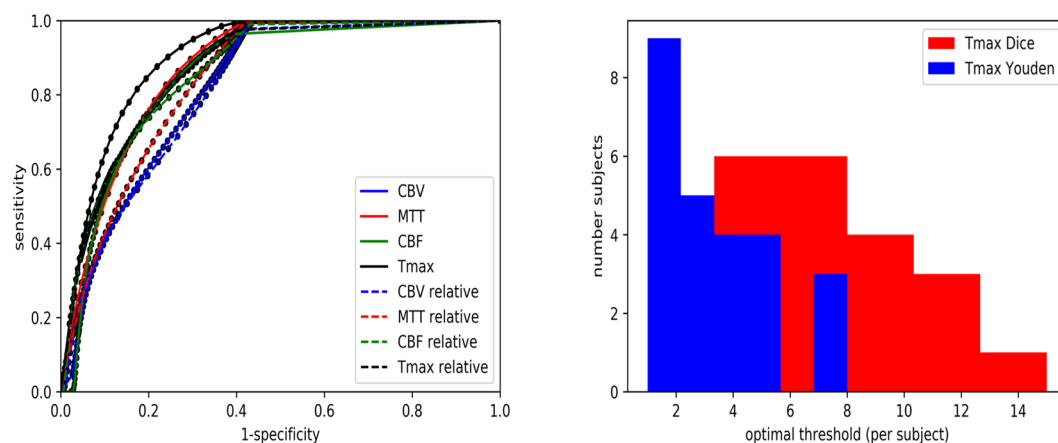 1.0
0.8
0.6
0.4
0.2
0.0
sensitivity
0.0 0.2 0.4 0.6 0.8 1.0
1-specificity
CBV
MTT
CBF
Tmax
CBV relative
MTT relative
CBF relative
Tmax relative
8
6
4
2
0
number subjects
2 4 6 8 10 12 14
optimal threshold (per subject)
Tmax Dice
Tmax Youden